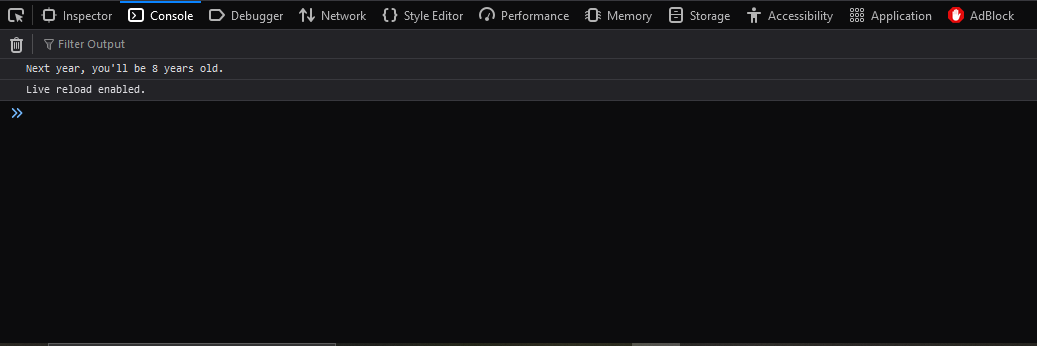 Inspector Console Debugger Network Style Editor Performance Memory Storage Accessibility Application AdBlock
Filter Output
Next year, you'll be 8 years old.
Live reload enabled.